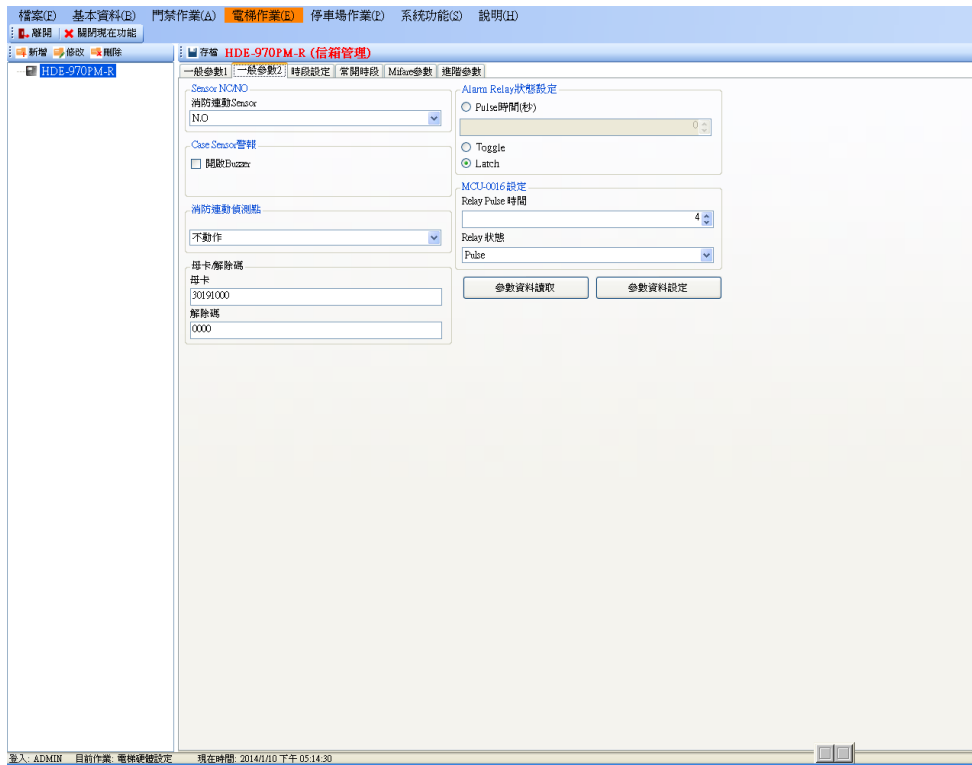 檔案(F) 基本資料(B) 門禁作業(A) 電梯作業(E) 停車場作業(P) 系統功能(S) 說明(H)
離開 關閉現在功能
新增 修改 刪除
HDE-970PM-R
存檔 HDE-970PM-R (信箱管理)
一般參數1 一般參數2 時段設定 常開時段 Mifare參數 進階參數
Sensor NC/NO
消防連動Sensor
N.O
Case Sensor警報
開啟Buzzer
消防連動偵測點
不動作
母卡/解除碼
母卡
30191000
解除碼
0000
Alarm Relay狀態設定
Pulse時間(秒)
0
Toggle
Latch
MCU-0016 設定
Relay Pulse 時間
4
Relay 狀態
Pulse
參數資料讀取 參數資料設定
登入: ADMIN 目前作業: 電梯硬體設定 現在時間: 2014/1/10 下午 05:14:30